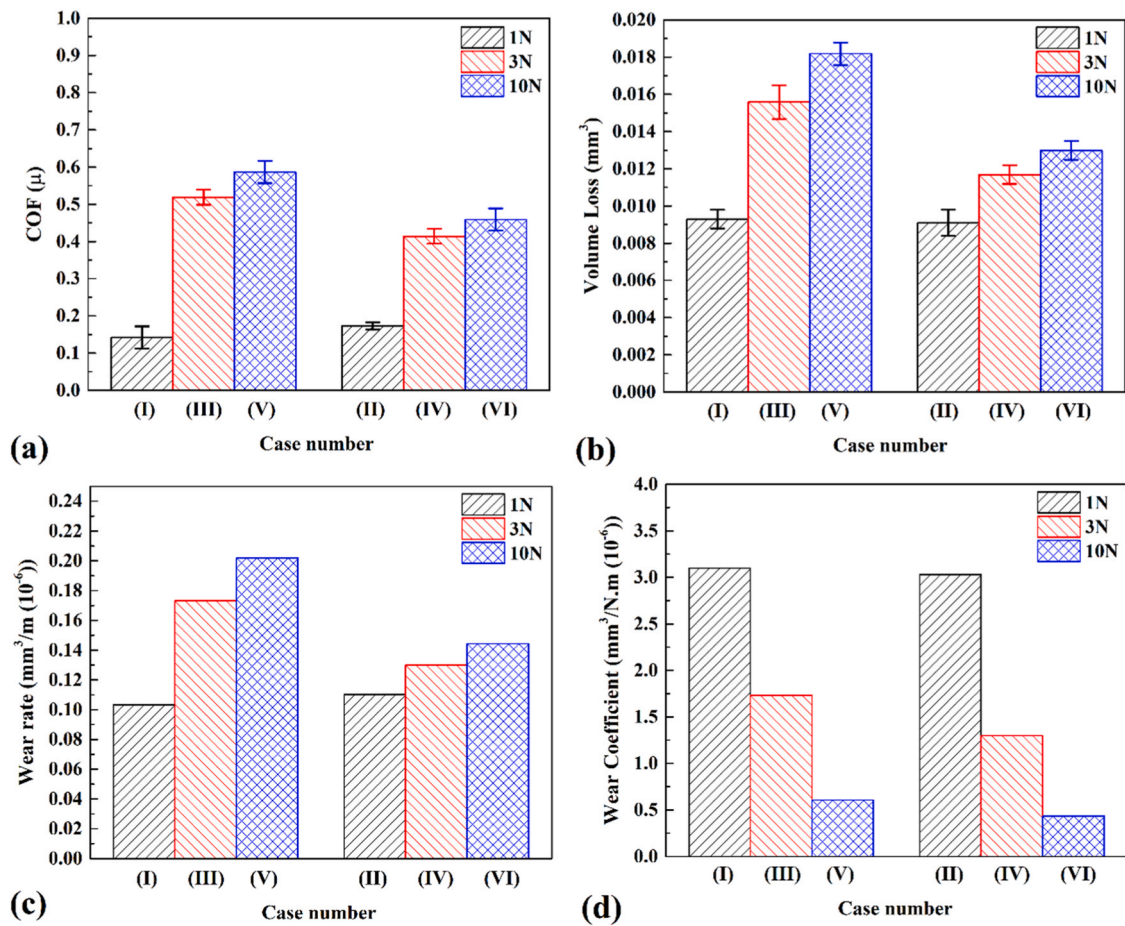 1.0
0.9
0.8
0.7
0.6
0.5
0.4
0.3
0.2
0.1
0.0
COF (μ)
1N
3N
10N
(I) (III) (V) (II) (IV) (VI)
Case number
(a)
0.020
0.018
0.016
0.014
0.012
0.010
0.008
0.006
0.004
0.002
0.000
Volume Loss (mm³)
1N
3N
10N
(I) (III) (V) (II) (IV) (VI)
Case number
(b)
0.24
0.22
0.20
0.18
0.16
0.14
0.12
0.10
0.08
0.06
0.04
0.02
0.00
Wear rate (mm³/m (10⁻⁶))
1N
3N
10N
(I) (III) (V) (II) (IV) (VI)
Case number
(c)
4.0
3.5
3.0
2.5
2.0
1.5
1.0
0.5
0.0
Wear Coefficient (mm³/N.m (10⁻⁶))
1N
3N
10N
(I) (III) (V) (II) (IV) (VI)
Case number
(d)